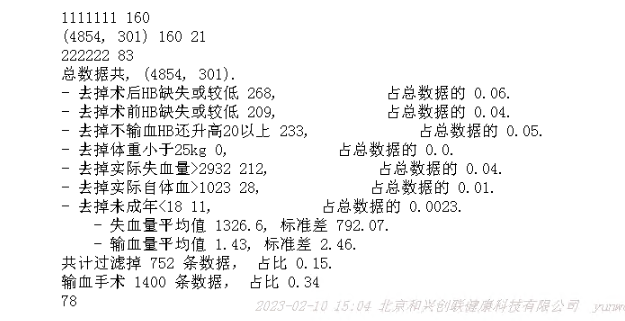 1111111 160
(4854, 301) 160 21
222222 83
总数据共, (4854, 301).
- 去掉术后HB缺失或较低 268, 占总数据的 0.06.
- 去掉术前HB缺失或较低 209, 占总数据的 0.04.
- 去掉不输血HB还升高20以上 233, 占总数据的 0.05.
- 去掉体重小于25kg 0, 占总数据的 0.0.
- 去掉实际失血量>2932 212, 占总数据的 0.04.
- 去掉实际自体血>1023 28, 占总数据的 0.01.
- 去掉未成年<18 11, 占总数据的 0.0023.
- 失血量平均值 1326.6, 标准差 792.07.
- 输血量平均值 1.43, 标准差 2.46.
共计过滤掉 752 条数据, 占比 0.15.
输血手术 1400 条数据, 占比 0.34
78
2023-02-10 15:04 北京和兴创联健康科技有限公司 yunw